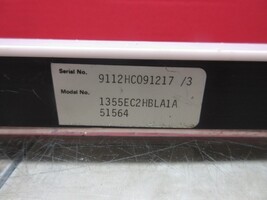 Serial No. 9112HC091217 /3
Model No.
1355EC2HBLA1A
51564